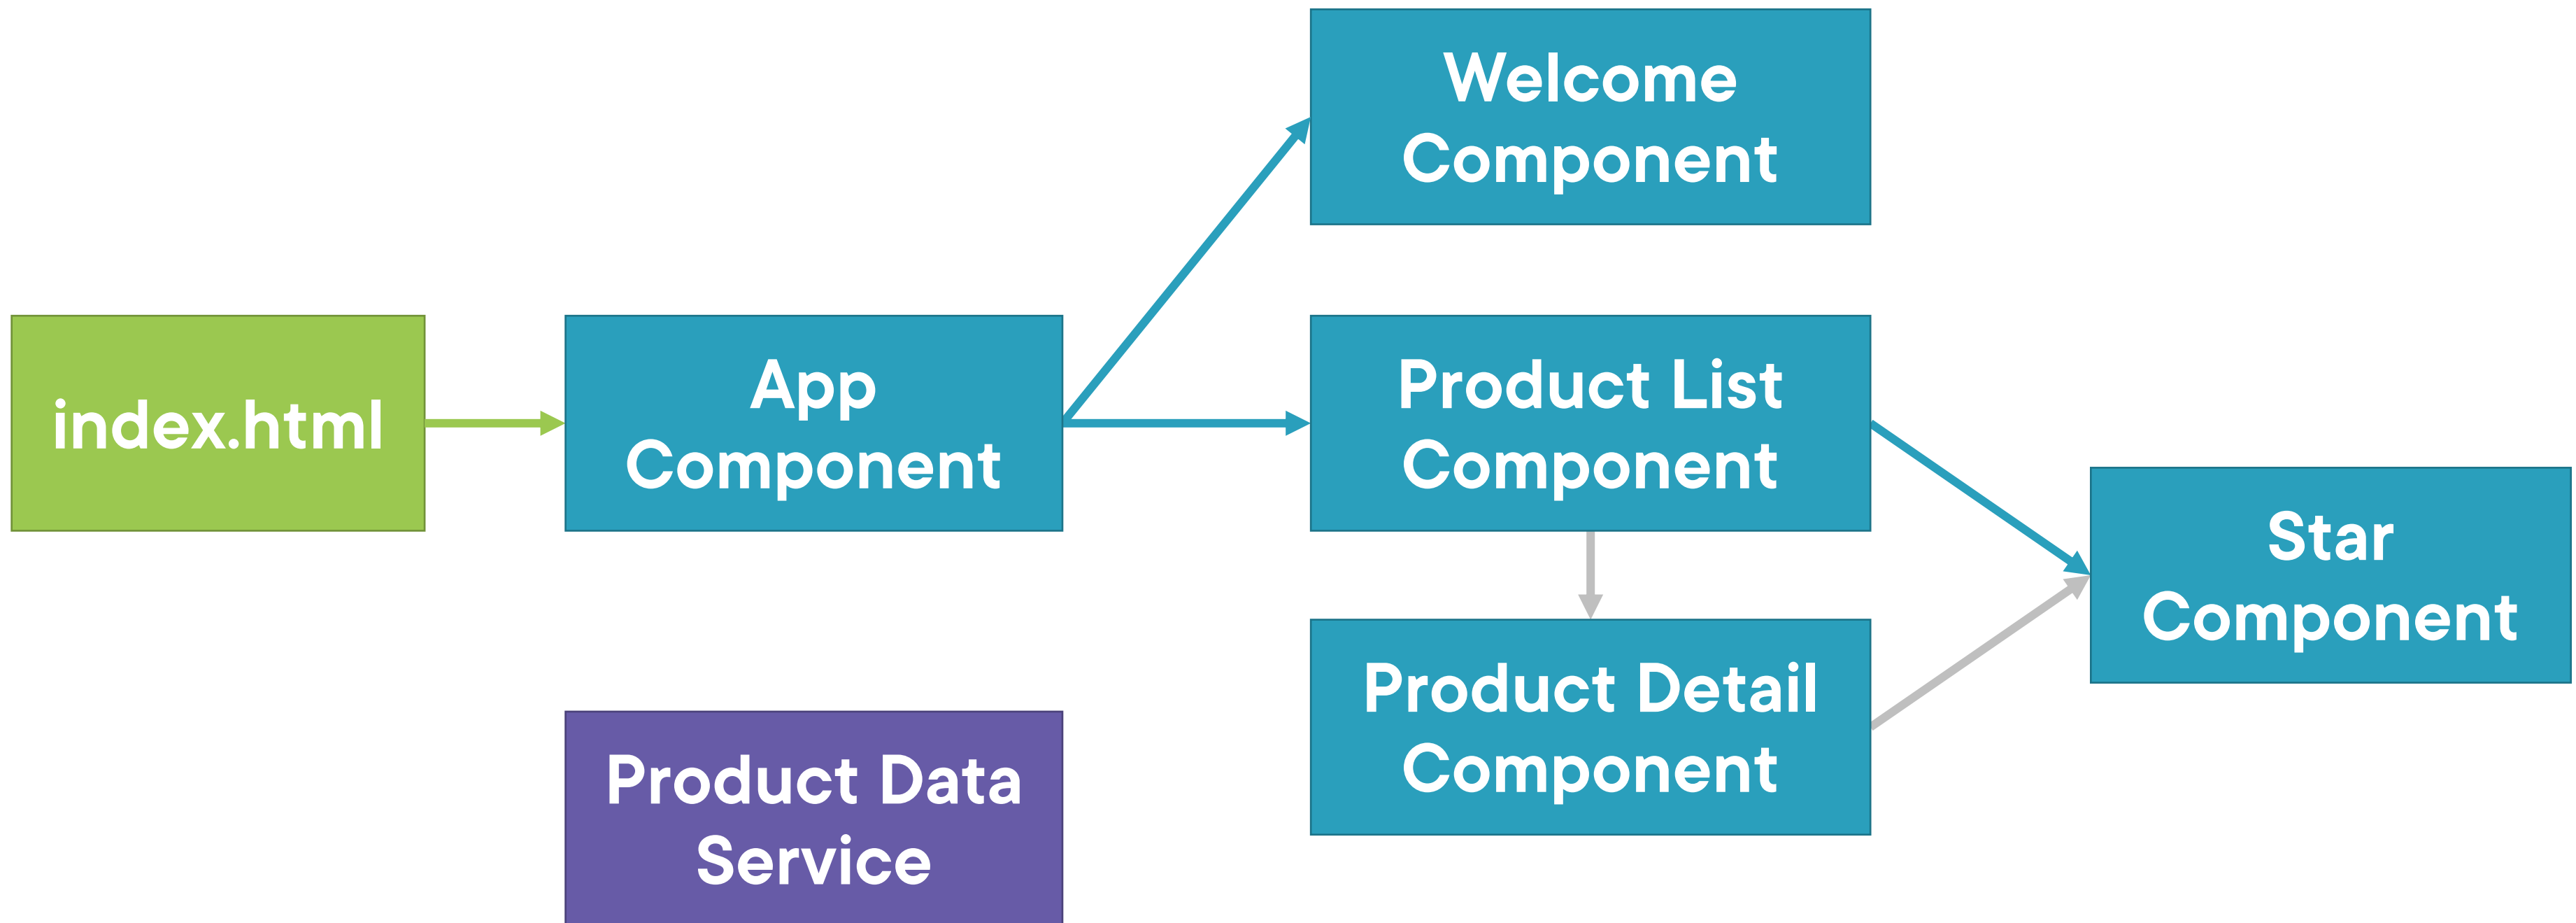 Welcome
Component
index.html
App
Component
Product List
Component
Star
Component
Product Detail
Component
Product Data
Service